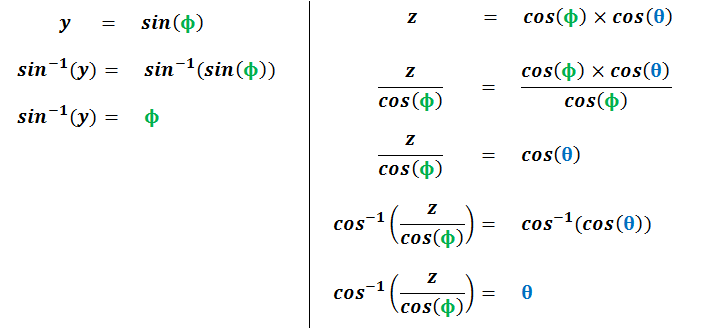 y = sin(ϕ)
sin⁻¹(y) = sin⁻¹(sin(ϕ))
sin⁻¹(y) = ϕ
z = cos(ϕ) × cos(θ)
z/cos(ϕ) = cos(ϕ) × cos(θ)/cos(ϕ)
z/cos(ϕ) = cos(θ)
cos⁻¹(z/cos(ϕ)) = cos⁻¹(cos(θ))
cos⁻¹(z/cos(ϕ)) = θ